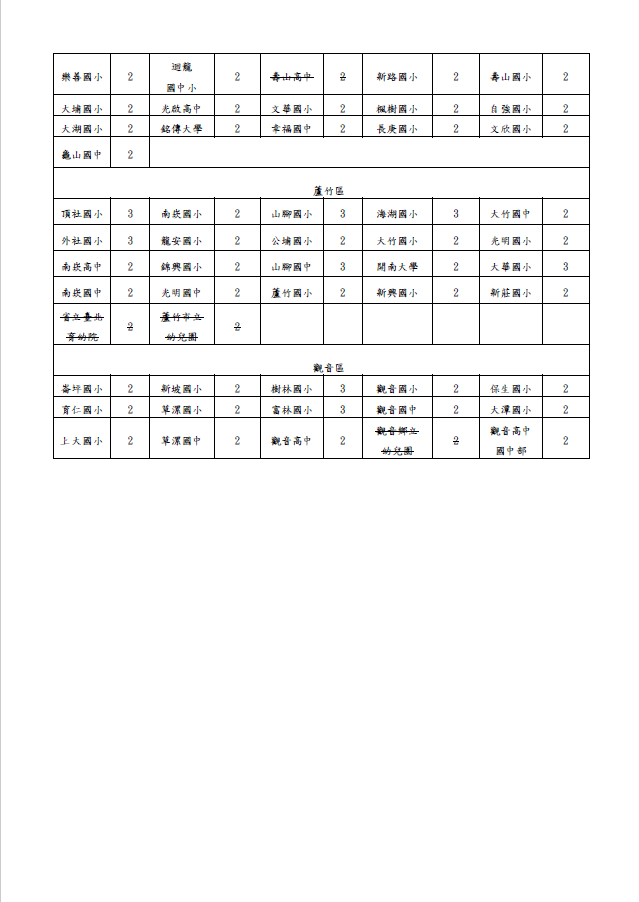 樂善國小 2 迴龍 2 壽山高中 2 新路國小 2 壽山國小 2
國中小
大埔國小 2 光啟高中 2 文華國小 2 楓樹國小 2 自強國小 2
大湖國小 2 銘傳大學 2 幸福國中 2 長庚國小 2 文欣國小 2
龜山國中 2
蘆竹區
頂社國小 3 南崁國小 2 山腳國小 3 海湖國小 3 大竹國中 2
外社國小 3 龍安國小 2 公埔國小 2 大竹國小 2 光明國小 2
南崁高中 2 錦興國小 2 山腳國中 3 開南大學 2 大華國小 3
南崁國中 2 光明國中 2 蘆竹國小 2 新興國小 2 新莊國小 2
省立臺北 2 蘆竹市立 2
育幼院 幼兒園
觀音區
崙坪國小 2 新坡國小 2 樹林國小 3 觀音國小 2 保生國小 2
育仁國小 2 草漯國小 2 富林國小 3 觀音國中 2 大潭國小 2
上大國小 2 草漯國中 2 觀音高中 2 觀音鄉立 2 觀音高中 2
幼兒園 國中部